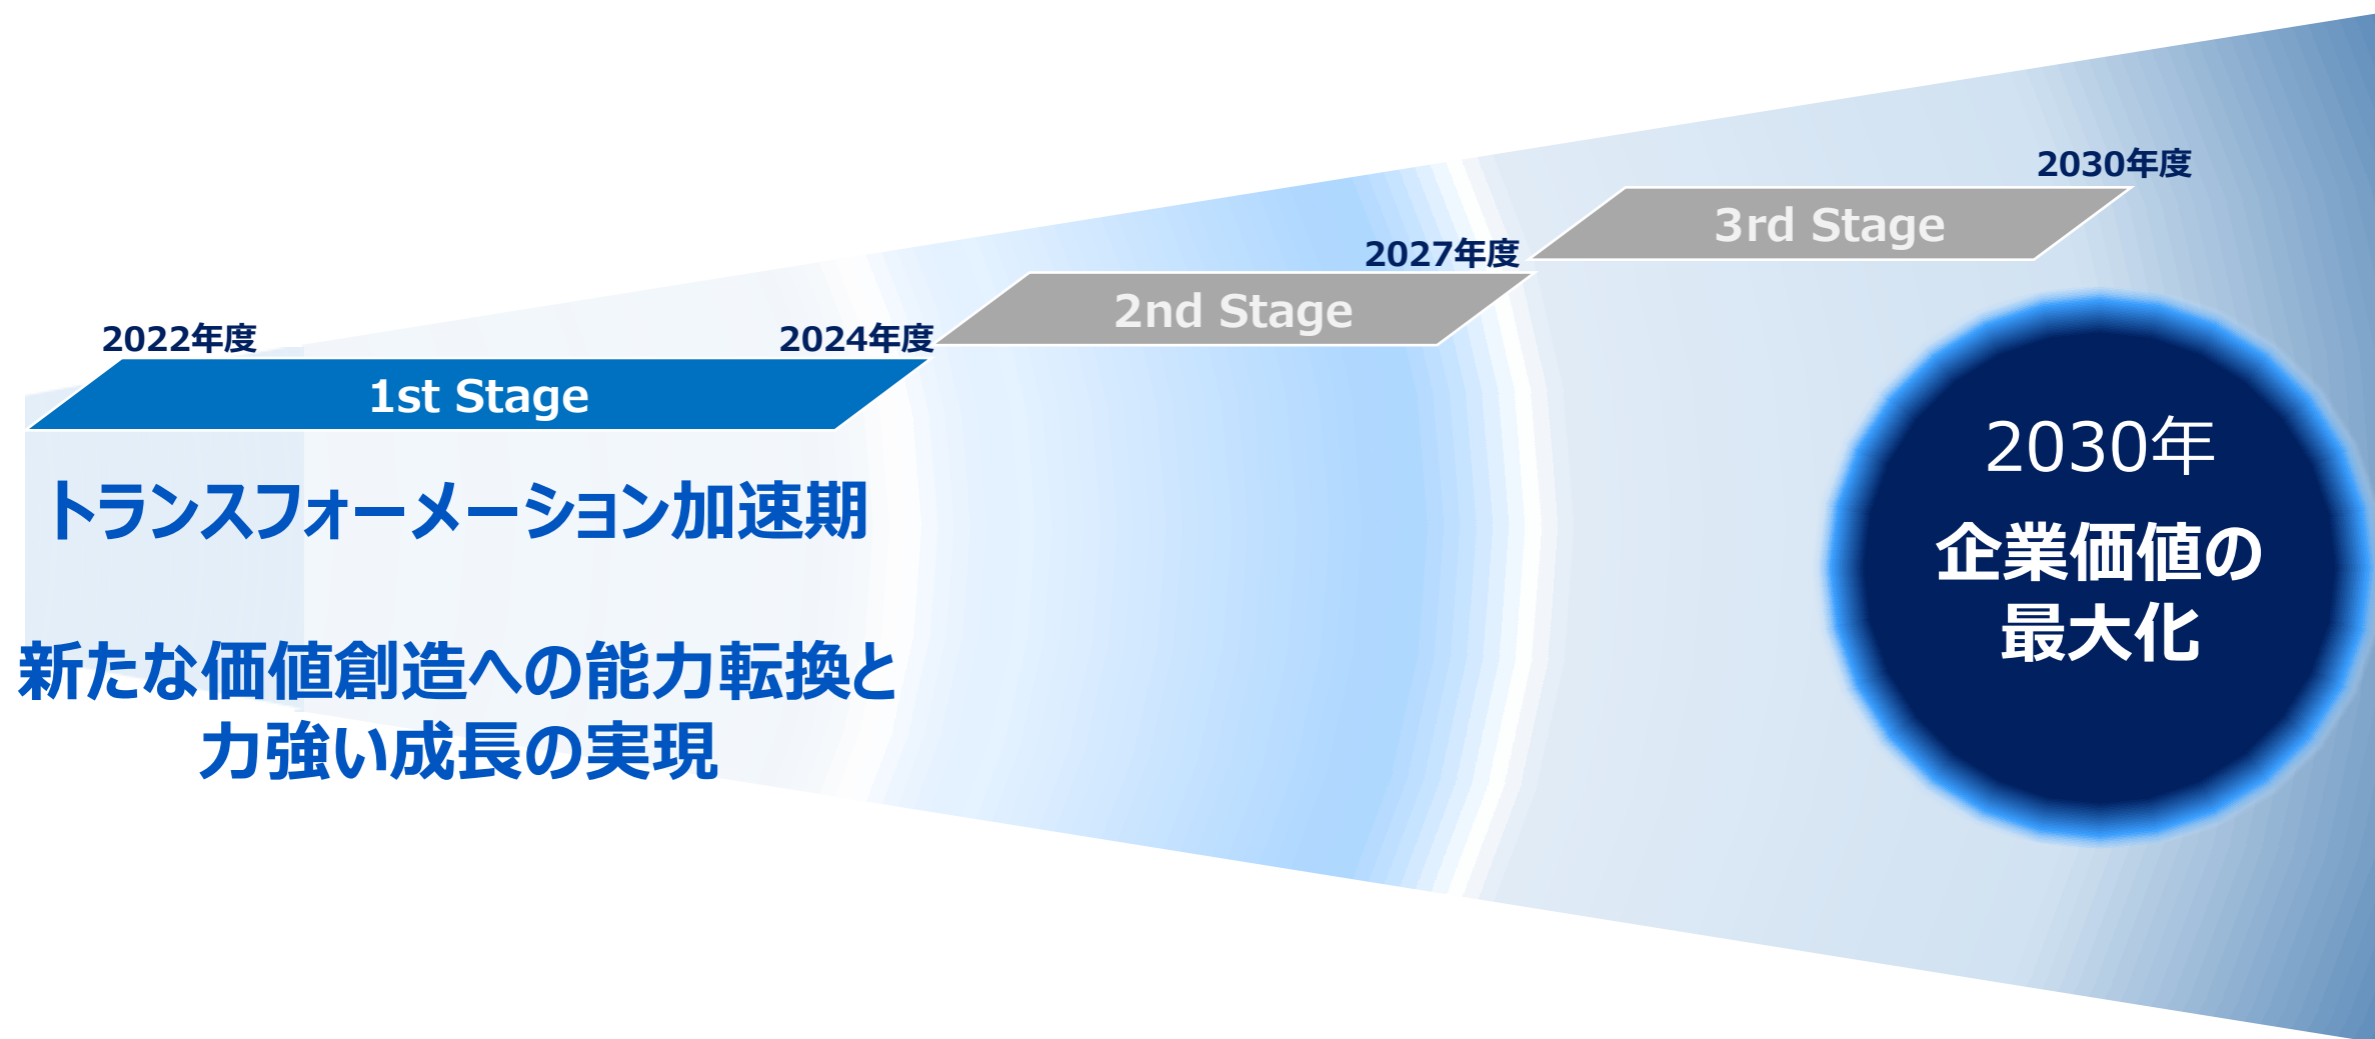 2030年度
3rd Stage
2027年度
2nd Stage
2022年度
2024年度
1st Stage
トランスフォーメーション加速期
新たな価値創造への能力転換と
力強い成長の実現
2030年
企業価値の
最大化